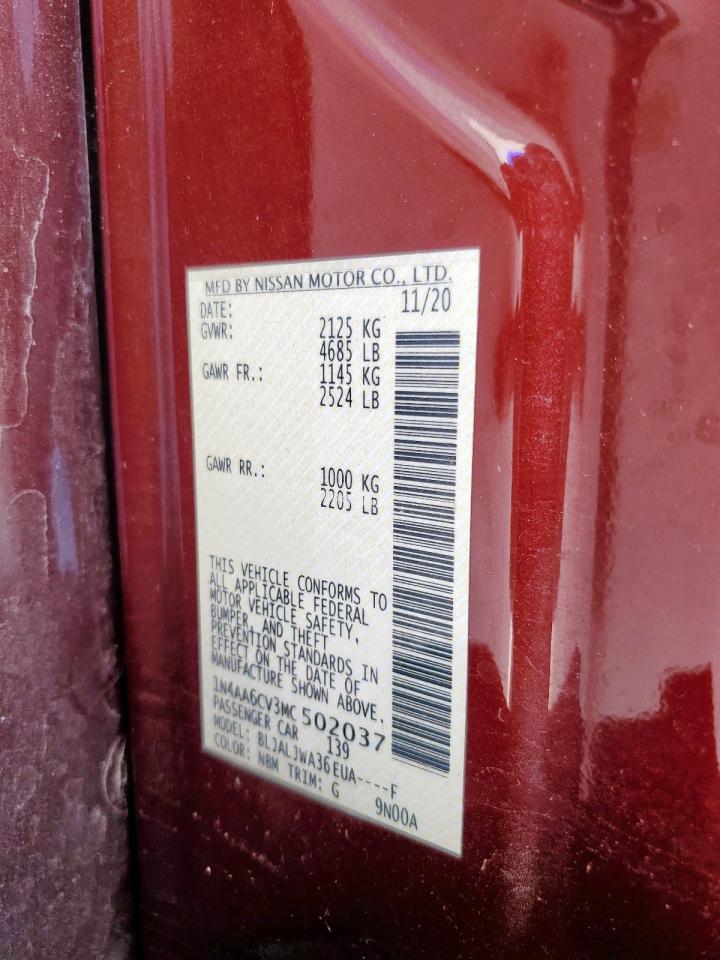 MFD BY NISSAN MOTOR CO., LTD.
DATE: 11/20
GVWR: 2125 KG
4685 LB
GAWR FR.: 1145 KG
2524 LB
GAWR RR.: 1000 KG
2205 LB
THIS VEHICLE CONFORMS TO
ALL APPLICABLE FEDERAL
MOTOR VEHICLE SAFETY,
BUMPER, AND THEFT
PREVENTION STANDARDS IN
EFFECT ON THE DATE OF
MANUFACTURE SHOWN ABOVE.
1N4AA6CV3MC502037
PASSENGER CAR 139
MODEL: BLJALJWA36EUA----F
COLOR: NBM TRIM: G 9N00A